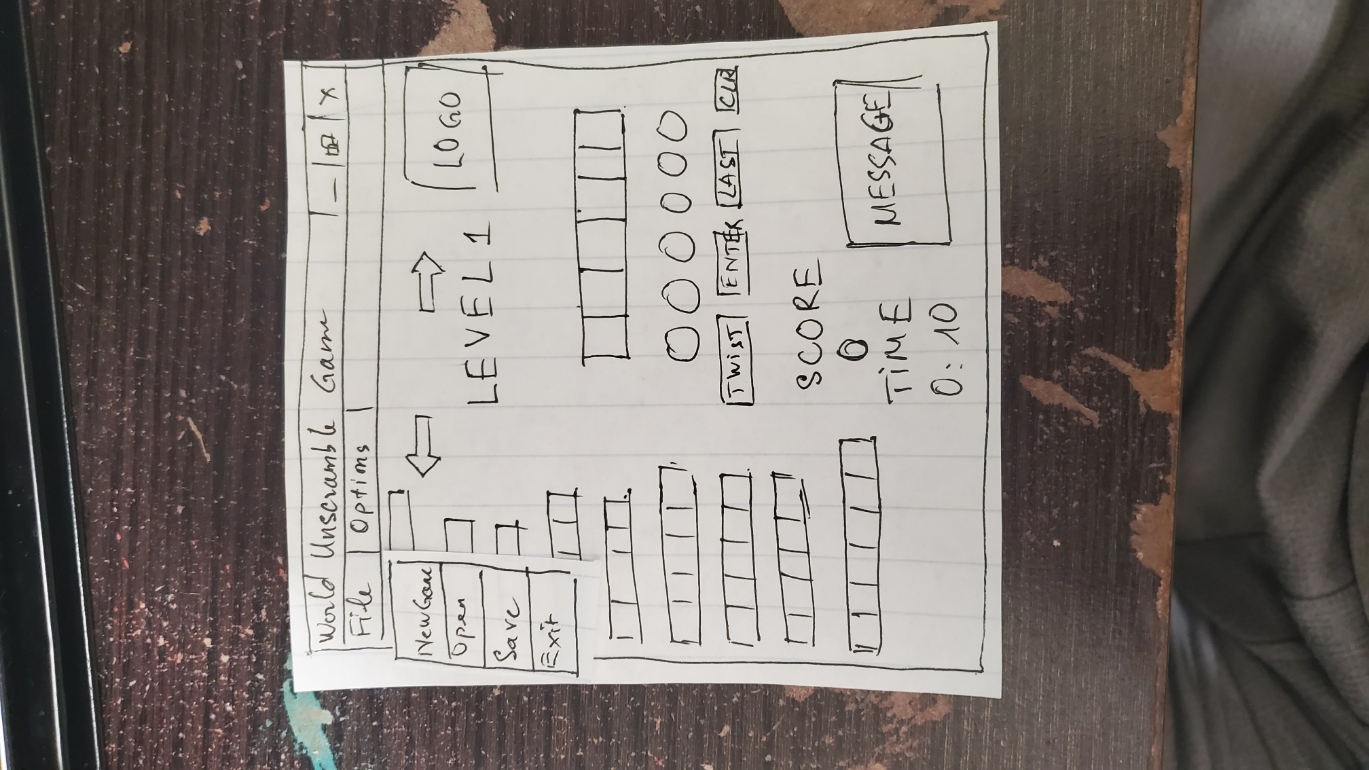 World Unscramble Game _ X
File Options
New Game
Open
Save
Exit
LOGO
LEVEL 1
TWIST ENTER LAST CLR
SCORE
0
TIME
0:10
MESSAGE